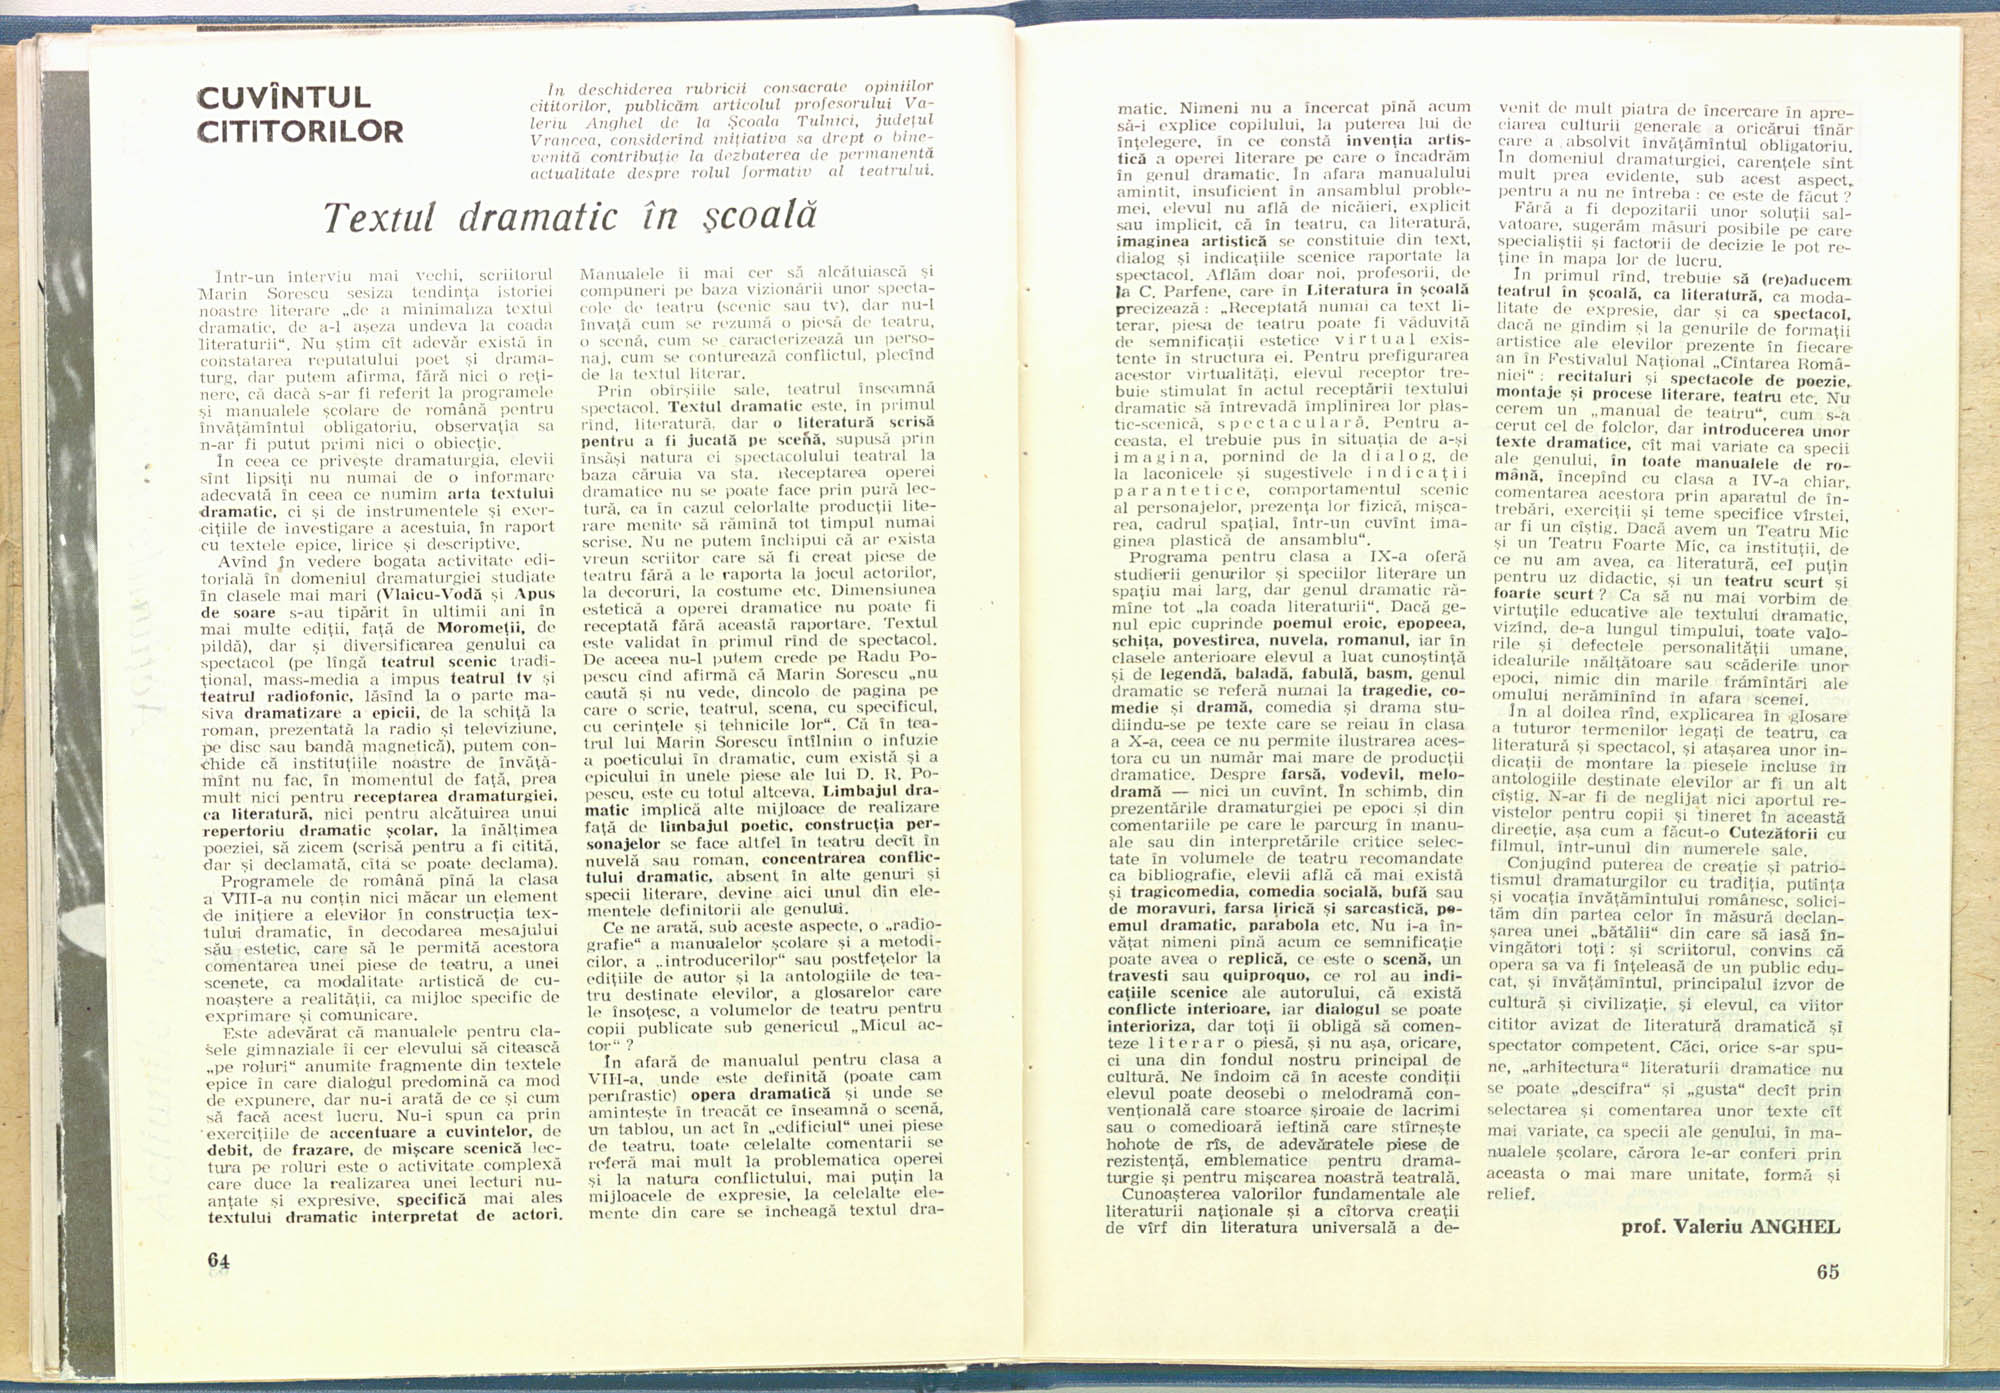 CUVÎNTUL
CITITORILOR
In deschiderea rubricii consacrate opiniilor
cititorilor, publicăm articolul profesorului Va-
leriu Anghel de la Școala Tulnici, județul
Vrancea, considerînd inițiativa sa drept o bine-
venită contribuție la dezbaterea de permanentă
actualitate despre rolul formativ al teatrului.
Textul dramatic în școală
Într-un interviu mai vechi, scriitorul
Marin Sorescu sesiza tendința istoriei
noastre literare „de a minimaliza textul
dramatic, de a-l așeza undeva la coada
literaturii“. Nu știm cît adevăr există în
constatarea reputatului poet și drama-
turg, dar putem afirma, fără nici o reți-
nere, că dacă s-ar fi referit la programele
și manualele școlare de română pentru
învățămîntul obligatoriu, observația sa
n-ar fi putut primi nici o obiecție.
În ceea ce privește dramaturgia, elevii
sînt lipsiți nu numai de o informare
adecvată în ceea ce numim arta textului
dramatic, ci și de instrumentele și exer-
cițiile de investigare a acestuia, în raport
cu textele epice, lirice și descriptive.
Avînd în vedere bogata activitate edi-
torială în domeniul dramaturgiei studiate
în clasele mai mari (Vlaicu-Vodă și Apus
de soare s-au tipărit în ultimii ani în
mai multe ediții, față de Moromeții, de
pildă), dar și diversificarea genului ca
spectacol (pe lîngă teatrul scenic tradi-
țional, mass-media a impus teatrul tv și
teatrul radiofonic, lăsînd la o parte ma-
siva dramatizare a epicii, de la schiță la
roman, prezentată la radio și televiziune,
pe disc sau bandă magnetică), putem con-
chide că instituțiile noastre de învăță-
mînt nu fac, în momentul de față, prea
mult nici pentru receptarea dramaturgiei,
ca literatură, nici pentru alcătuirea unui
repertoriu dramatic școlar, la înălțimea
poeziei, să zicem (scrisă pentru a fi citită,
dar și declamată, cîtă se poate declama).
Programele de română pînă la clasa
a VIII-a nu conțin nici măcar un element
de inițiere a elevilor în construcția tex-
tului dramatic, în decodarea mesajului
său estetic, care să le permită acestora
comentarea unei piese de teatru, a unei
scenete, ca modalitate artistică de cu-
noaștere a realității, ca mijloc specific de
exprimare și comunicare.
Este adevărat că manualele pentru cla-
sele gimnaziale îi cer elevului să citească
„pe roluri“ anumite fragmente din textele
epice în care dialogul predomină ca mod
de expunere, dar nu-i arată de ce și cum
să facă acest lucru. Nu-i spun că prin
exercițiile de accentuare a cuvintelor, de
debit, de frazare, de mișcare scenică lec-
tura pe roluri este o activitate complexă
care duce la realizarea unei lecturi nu-
anțate și expresive, specifică mai ales
textului dramatic interpretat de actori.
Manualele îi mai cer să alcătuiască și
compuneri pe baza vizionării unor specta-
cole de teatru (scenic sau tv), dar nu-l
învață cum se rezumă o piesă de teatru,
o scenă, cum se caracterizează un perso-
naj, cum se conturează conflictul, plecînd
de la textul literar.
Prin obîrșiile sale, teatrul înseamnă
spectacol. Textul dramatic este, în primul
rînd, literatură, dar o literatură scrisă
pentru a fi jucată pe scenă, supusă prin
însăși natura ei spectacolului teatral la
baza căruia va sta. Receptarea operei
dramatice nu se poate face prin pură lec-
tură, ca în cazul celorlalte producții lite-
rare menite să rămînă tot timpul numai
scrise. Nu ne putem închipui că ar exista
vreun scriitor care să fi creat piese de
teatru fără a le raporta la jocul actorilor,
la decoruri, la costume etc. Dimensiunea
estetică a operei dramatice nu poate fi
receptată fără această raportare. Textul
este validat în primul rînd de spectacol.
De aceea nu-l putem crede pe Radu Po-
pescu cînd afirmă că Marin Sorescu „nu
caută și nu vede, dincolo de pagina pe
care o scrie, teatrul, scena, cu specificul,
cu cerințele și tehnicile lor“. Că în tea-
trul lui Marin Sorescu întîlnim o infuzie
a poeticului în dramatic, cum există și a
epicului în unele piese ale lui D. R. Po-
pescu, este cu totul altceva. Limbajul dra-
matic implică alte mijloace de realizare
față de limbajul poetic, construcția per-
sonajelor se face altfel în teatru decît în
nuvelă sau roman, concentrarea conflic-
tului dramatic, absent în alte genuri și
specii literare, devine aici unul din ele-
mentele definitorii ale genului.
Ce ne arată, sub aceste aspecte, o „radio-
grafie“ a manualelor școlare și a metodi-
cilor, a „introducerilor“ sau postfețelor la
edițiile de autor și la antologiile de tea-
tru destinate elevilor, a glosarelor care
le însoțesc, a volumelor de teatru pentru
copii publicate sub genericul „Micul ac-
tor“ ?
În afară de manualul pentru clasa a
VIII-a, unde este definită (poate cam
perifrastic) opera dramatică și unde se
amintește în treacăt ce înseamnă o scenă,
un tablou, un act în „edificiul“ unei piese
de teatru, toate celelalte comentarii se
referă mai mult la problematica operei
și la natura conflictului, mai puțin la
mijloacele de expresie, la celelalte ele-
mente din care se încheagă textul dra-
64
matic. Nimeni nu a încercat pînă acum
să-i explice copilului, la puterea lui de
înțelegere, în ce constă invenția artis-
tică a operei literare pe care o încadrăm
în genul dramatic. În afara manualului
amintit, insuficient în ansamblul proble-
mei, elevul nu află de nicăieri, explicit
sau implicit, că în teatru, ca literatură,
imaginea artistică se constituie din text,
dialog și indicațiile scenice raportate la
spectacol. Aflăm doar noi, profesorii, de
la C. Parfene, care în Literatura în școală
precizează : „Receptată numai ca text li-
terar, piesa de teatru poate fi văduvită
de semnificații estetice virtual exis-
tente în structura ei. Pentru prefigurarea
acestor virtualități, elevul receptor tre-
buie stimulat în actul receptării textului
dramatic să întrevadă împlinirea lor plas-
tic-scenică, spectaculară. Pentru a-
ceasta, el trebuie pus în situația de a-și
imagina, pornind de la dialog, de
la laconicele și sugestivele indicații
parantetice, comportamentul scenic
al personajelor, prezența lor fizică, mișca-
rea, cadrul spațial, într-un cuvînt ima-
ginea plastică de ansamblu“.
Programa pentru clasa a IX-a oferă
studierii genurilor și speciilor literare un
spațiu mai larg, dar genul dramatic ră-
mîne tot „la coada literaturii“. Dacă ge-
nul epic cuprinde poemul eroic, epopeea,
schița, povestirea, nuvela, romanul, iar în
clasele anterioare elevul a luat cunoștință
și de legendă, baladă, fabulă, basm, genul
dramatic se referă numai la tragedie, co-
medie și dramă, comedia și drama stu-
diindu-se pe texte care se reiau în clasa
a X-a, ceea ce nu permite ilustrarea aces-
tora cu un număr mai mare de producții
dramatice. Despre farsă, vodevil, melo-
dramă — nici un cuvînt. În schimb, din
prezentările dramaturgiei pe epoci și din
comentariile pe care le parcurg în manu-
ale sau din interpretările critice selec-
tate în volumele de teatru recomandate
ca bibliografie, elevii află că mai există
și tragicomedia, comedia socială, bufă sau
de moravuri, farsa lirică și sarcastică, po-
emul dramatic, parabola etc. Nu i-a în-
vățat nimeni pînă acum ce semnificație
poate avea o replică, ce este o scenă, un
travesti sau quiproquo, ce rol au indi-
cațiile scenice ale autorului, că există
conflicte interioare, iar dialogul se poate
interioriza, dar toți îi obligă să comen-
teze literar o piesă, și nu așa, oricare,
ci una din fondul nostru principal de
cultură. Ne îndoim că în aceste condiții
elevul poate deosebi o melodramă con-
vențională care stoarce șiroaie de lacrimi
sau o comedioară ieftină care stîrnește
hohote de rîs, de adevăratele piese de
rezistență, emblematice pentru drama-
turgie și pentru mișcarea noastră teatrală.
Cunoașterea valorilor fundamentale ale
literaturii naționale și a cîtorva creații
de vîrf din literatura universală a de-
venit de mult piatra de încercare în apre-
cierea culturii generale a oricărui tînăr
care a absolvit învățămîntul obligatoriu.
În domeniul dramaturgiei, carențele sînt
mult prea evidente, sub acest aspect,
pentru a nu ne întreba : ce este de făcut ?
Fără a fi depozitarii unor soluții sal-
vatoare, sugerăm măsuri posibile pe care
specialiștii și factorii de decizie le pot re-
ține în mapa lor de lucru.
În primul rînd, trebuie să (re)aducem
teatrul în școală, ca literatură, ca moda-
litate de expresie, dar și ca spectacol,
dacă ne gîndim și la genurile de formații
artistice ale elevilor prezente în fiecare
an în Festivalul Național „Cîntarea Româ-
niei“ : recitaluri și spectacole de poezie,
montaje și procese literare, teatru etc. Nu
cerem un „manual de teatru“, cum s-a
cerut cel de folclor, dar introducerea unor
texte dramatice, cît mai variate ca specii
ale genului, în toate manualele de ro-
mână, începînd cu clasa a IV-a chiar,
comentarea acestora prin aparatul de în-
trebări, exerciții și teme specifice vîrstei,
ar fi un cîștig. Dacă avem un Teatru Mic
și un Teatru Foarte Mic, ca instituții, de
ce nu am avea, ca literatură, cel puțin
pentru uz didactic, și un teatru scurt și
foarte scurt ? Ca să nu mai vorbim de
virtuțile educative ale textului dramatic,
vizînd, de-a lungul timpului, toate valo-
rile și defectele personalității umane,
idealurile înălțătoare sau scăderile unor
epoci, nimic din marile frămîntări ale
omului nerămînînd în afara scenei.
În al doilea rînd, explicarea în glosare
a tuturor termenilor legați de teatru, ca
literatură și spectacol, și atașarea unor in-
dicații de montare la piesele incluse în
antologiile destinate elevilor ar fi un alt
cîștig. N-ar fi de neglijat nici aportul re-
vistelor pentru copii și tineret în această
direcție, așa cum a făcut-o Cutezătorii cu
filmul, într-unul din numerele sale.
Conjugînd puterea de creație și patrio-
tismul dramaturgilor cu tradiția, putința
și vocația învățămîntului românesc, solici-
tăm din partea celor în măsură declan-
șarea unei „bătălii“ din care să iasă în-
vingători toți : și scriitorul, convins că
opera sa va fi înțeleasă de un public edu-
cat, și învățămîntul, principalul izvor de
cultură și civilizație, și elevul, ca viitor
cititor avizat de literatură dramatică și
spectator competent. Căci, orice s-ar spu-
ne, „arhitectura“ literaturii dramatice nu
se poate „descifra“ și „gusta“ decît prin
selectarea și comentarea unor texte cît
mai variate, ca specii ale genului, în ma-
nualele școlare, cărora le-ar conferi prin
aceasta o mai mare unitate, formă și
relief.
prof. Valeriu ANGHEL
65